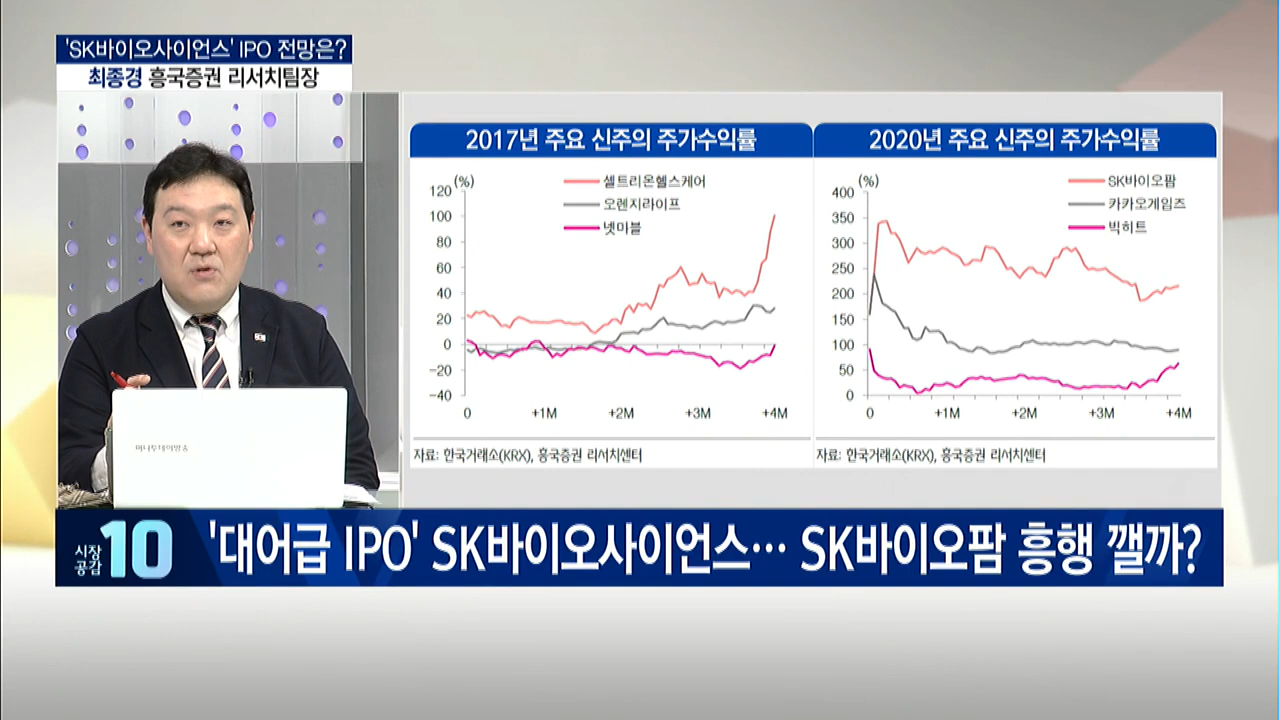 'SK바이오사이언스' IPO 전망은?
최종경 흥국증권 리서치팀장
2017년 주요 신주의 주가수익률
(%)
셀트리온헬스케어
오렌지라이프
넷마블
120
100
80
60
40
20
0
-20
-40
0 +1M +2M +3M +4M
자료: 한국거래소(KRX), 흥국증권 리서치센터
2020년 주요 신주의 주가수익률
(%)
SK바이오팜
카카오게임즈
빅히트
400
350
300
250
200
150
100
50
0
0 +1M +2M +3M +4M
자료: 한국거래소(KRX), 흥국증권 리서치센터
머니투데이방송
시장
공감
10
'대어급 IPO' SK바이오사이언스… SK바이오팜 흥행 깰까?